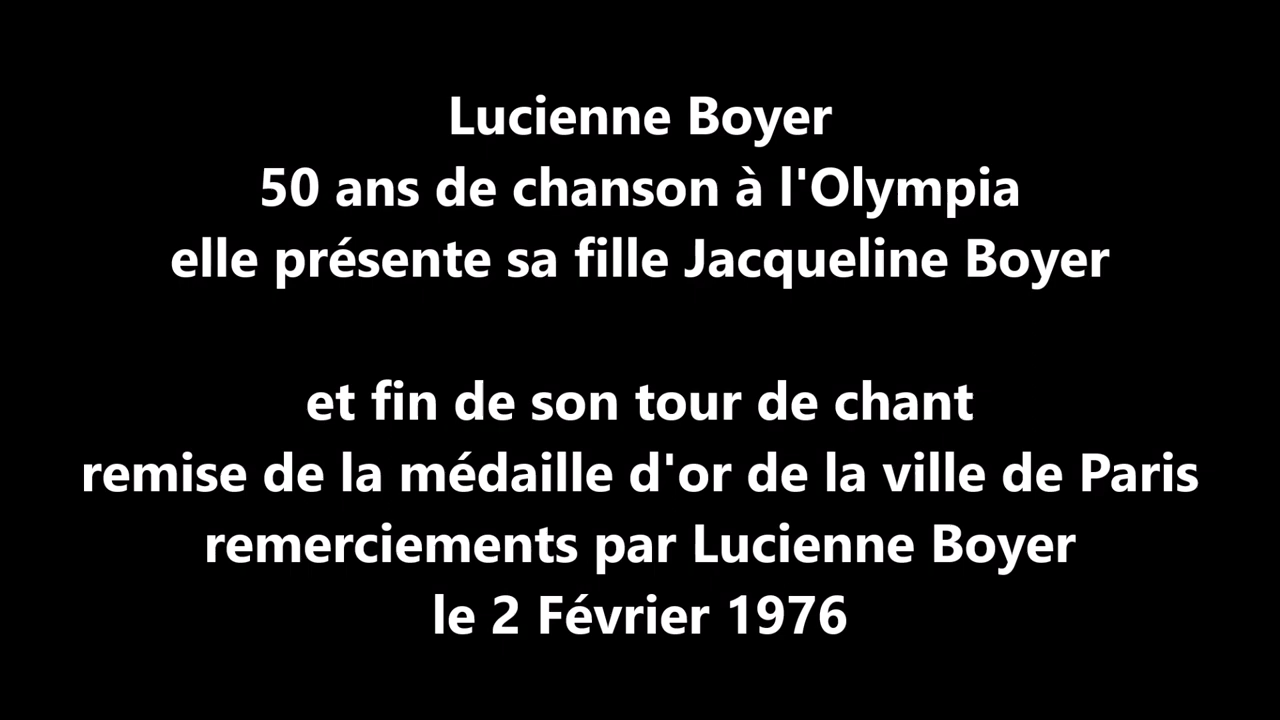 Lucienne Boyer
50 ans de chanson à l'Olympia
elle présente sa fille Jacqueline Boyer
et fin de son tour de chant
remise de la médaille d'or de la ville de Paris
remerciements par Lucienne Boyer
le 2 Février 1976